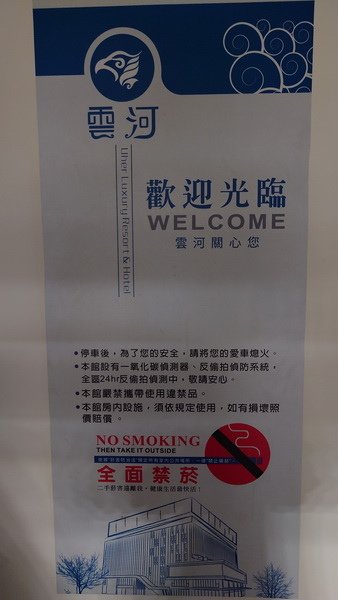 雲河
Uher Luxury Resort & Hotel
歡迎光臨
WELCOME
雲河關心您
•停車後，為了您的安全，請將您的愛車熄火。
•本館設有一氧化碳偵測器、反偷拍偵防系統，
全區24hr反偷拍偵測中，敬請安心。
•本館嚴禁攜帶使用違禁品。
•本館房內設施，須依規定使用，如有損壞照
價賠償。
NO SMOKING
THEN TAKE IT OUTSIDE
全面禁菸
二手菸害遠離我，健康生活最快活！